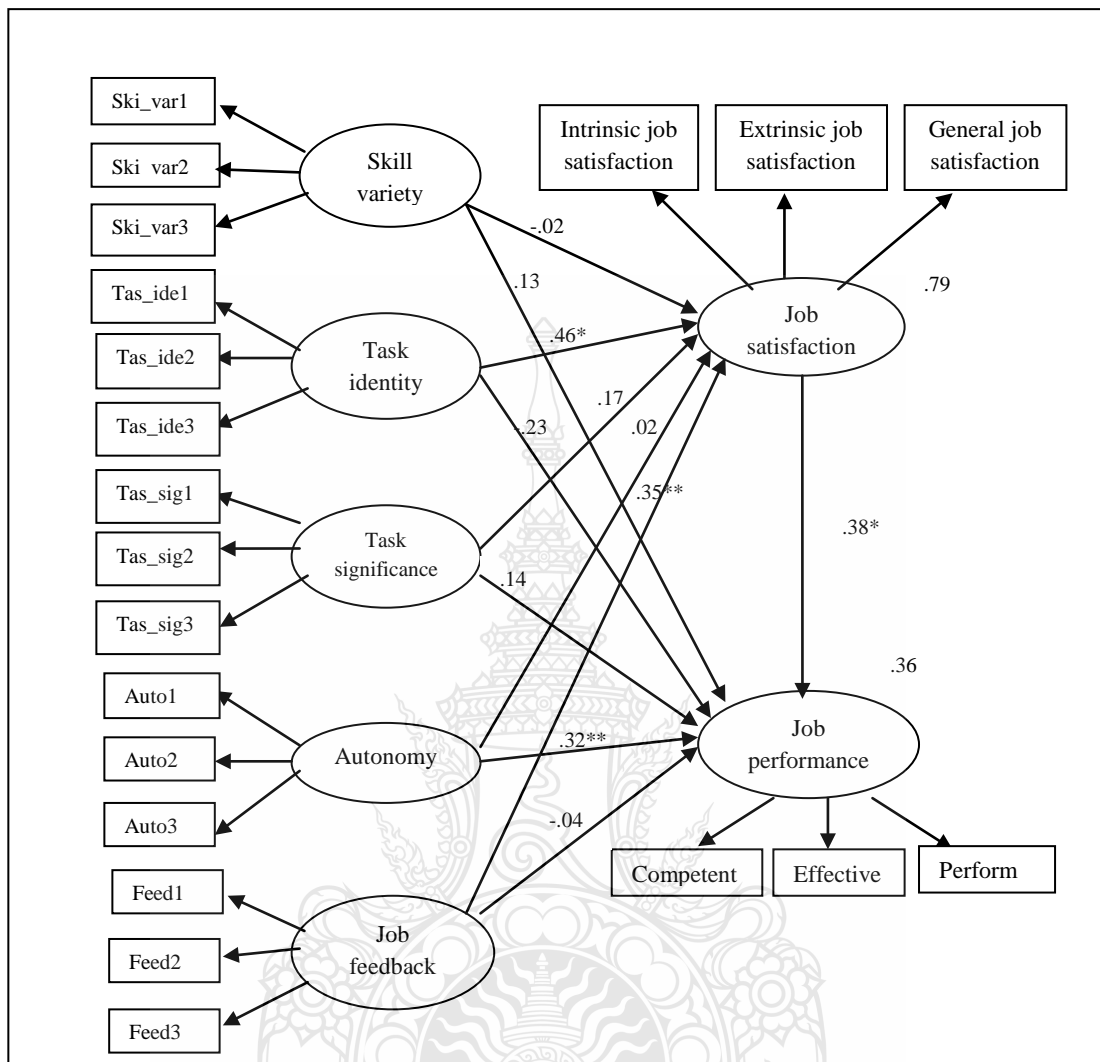 Ski_var1
Ski var2
Ski_var3
Skill
variety
Intrinsic job
satisfaction
Extrinsic job
satisfaction
General job
satisfaction
-.02
.13
Tas_ide1
Tas_ide2
Tas_ide3
Task
identity
.46*
-.23
.17
.02
.35**
Job
satisfaction
.79
Tas_sig1
Tas_sig2
Tas_sig3
Task
significance
.14
.38*
.36
Auto1
Auto2
Auto3
Autonomy
.32**
-.04
Job
performance
Competent
Effective
Perform
Feed1
Feed2
Feed3
Job
feedback